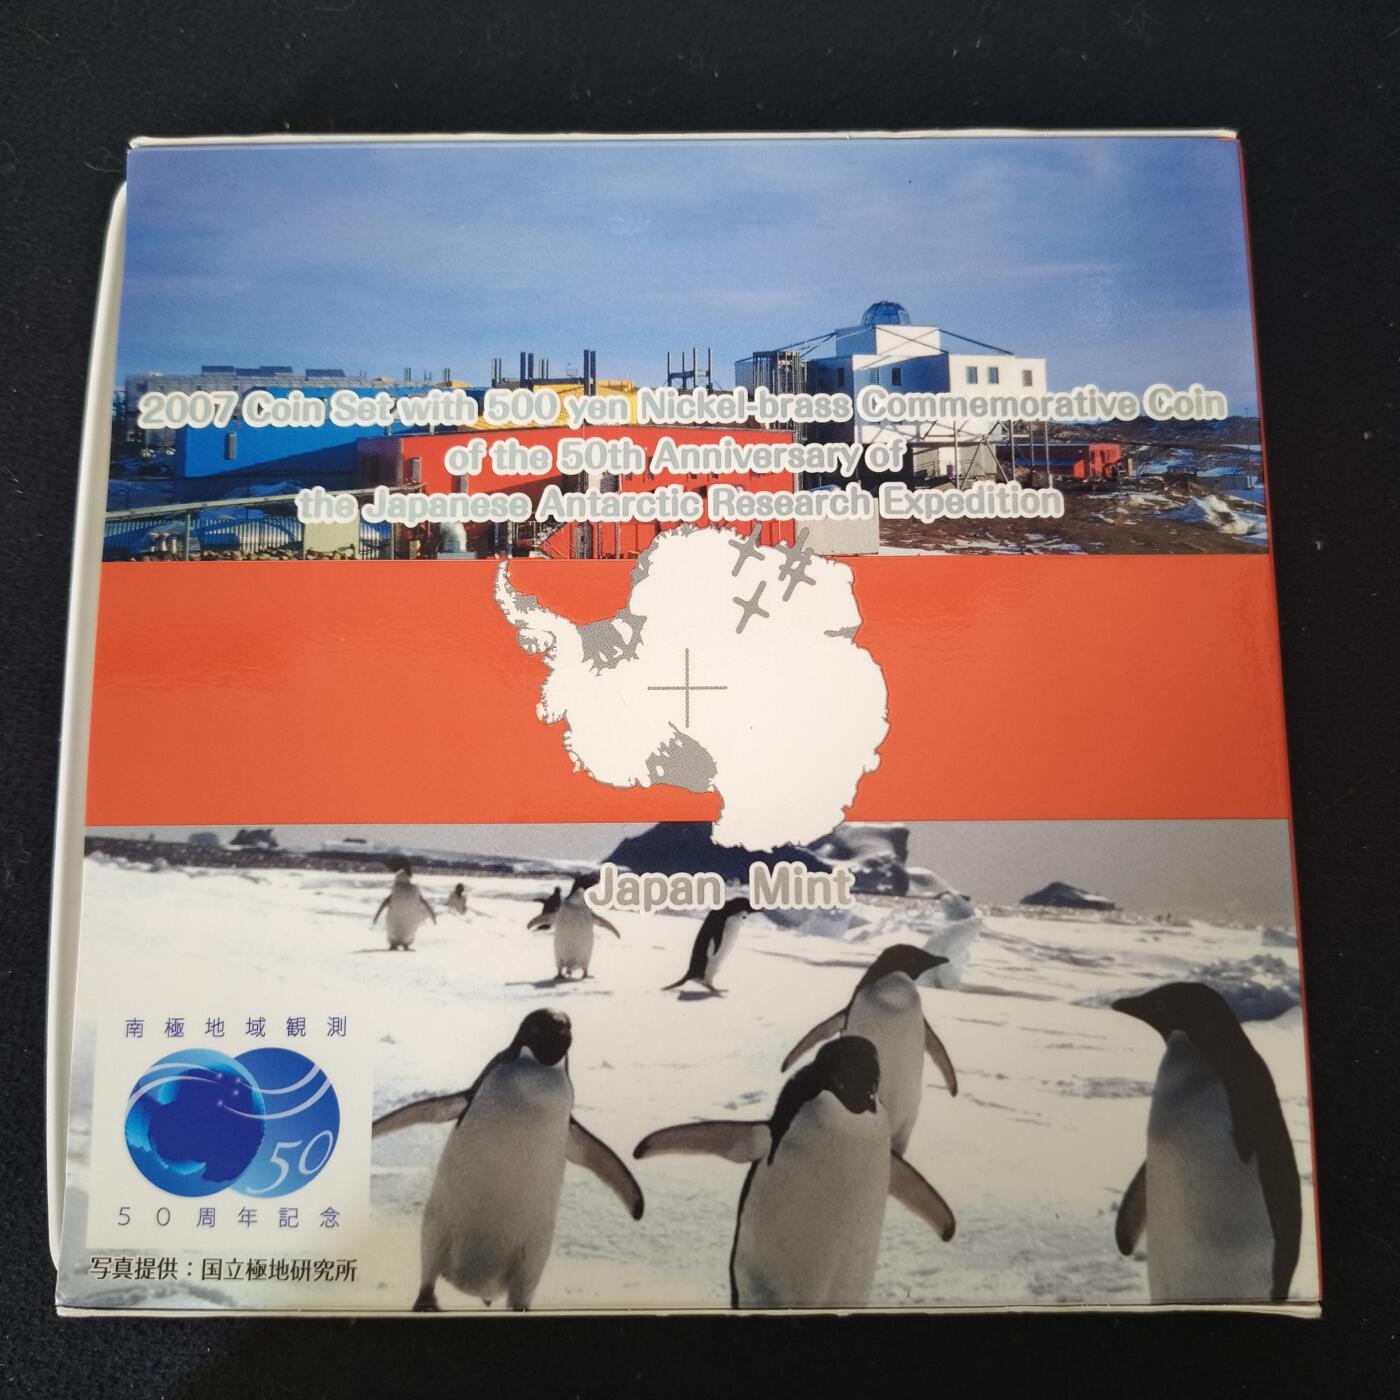 2007 Coin Set with 500 yen Nickel-brass Commemorative Coin
of the 50th Anniversary of
the Japanese Antarctic Research Expedition
Japan Mint
南極地域観測
50
50周年記念
写真提供：国立極地研究所